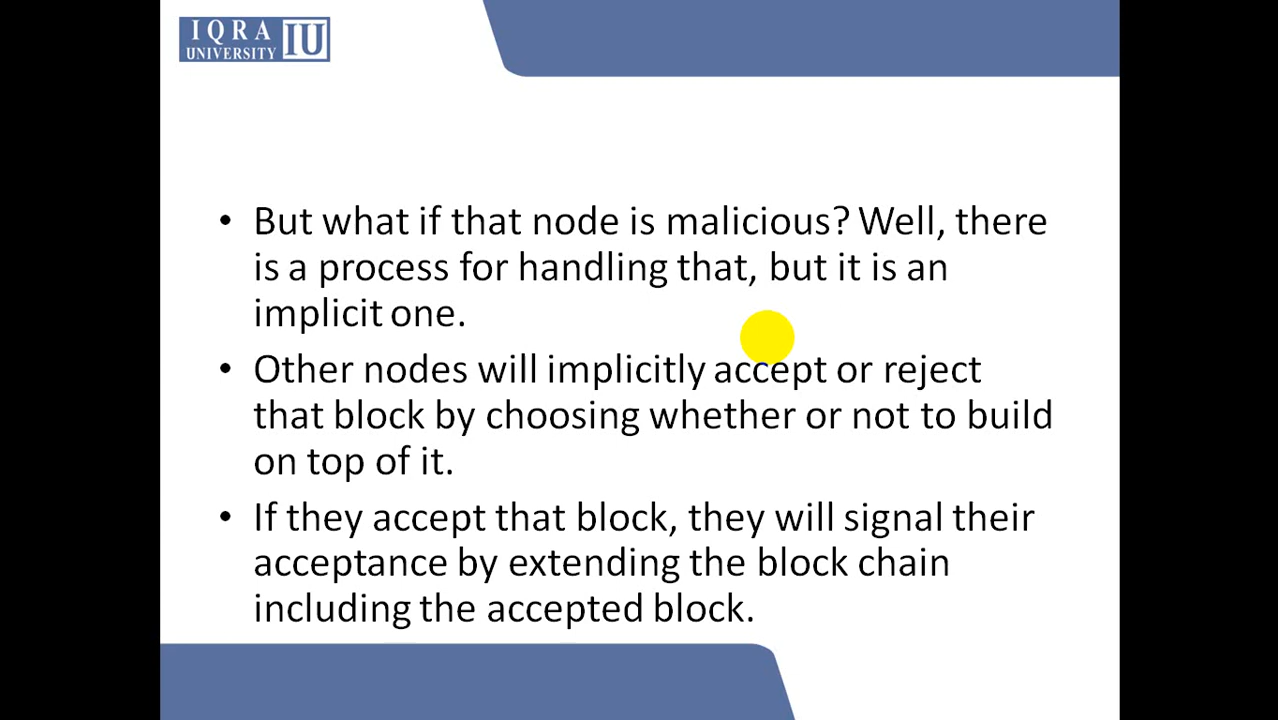 IQRA
UNIVERSITY IU
• But what if that node is malicious? Well, there
is a process for handling that, but it is an
implicit one.
• Other nodes will implicitly accept or reject
that block by choosing whether or not to build
on top of it.
• If they accept that block, they will signal their
acceptance by extending the block chain
including the accepted block.